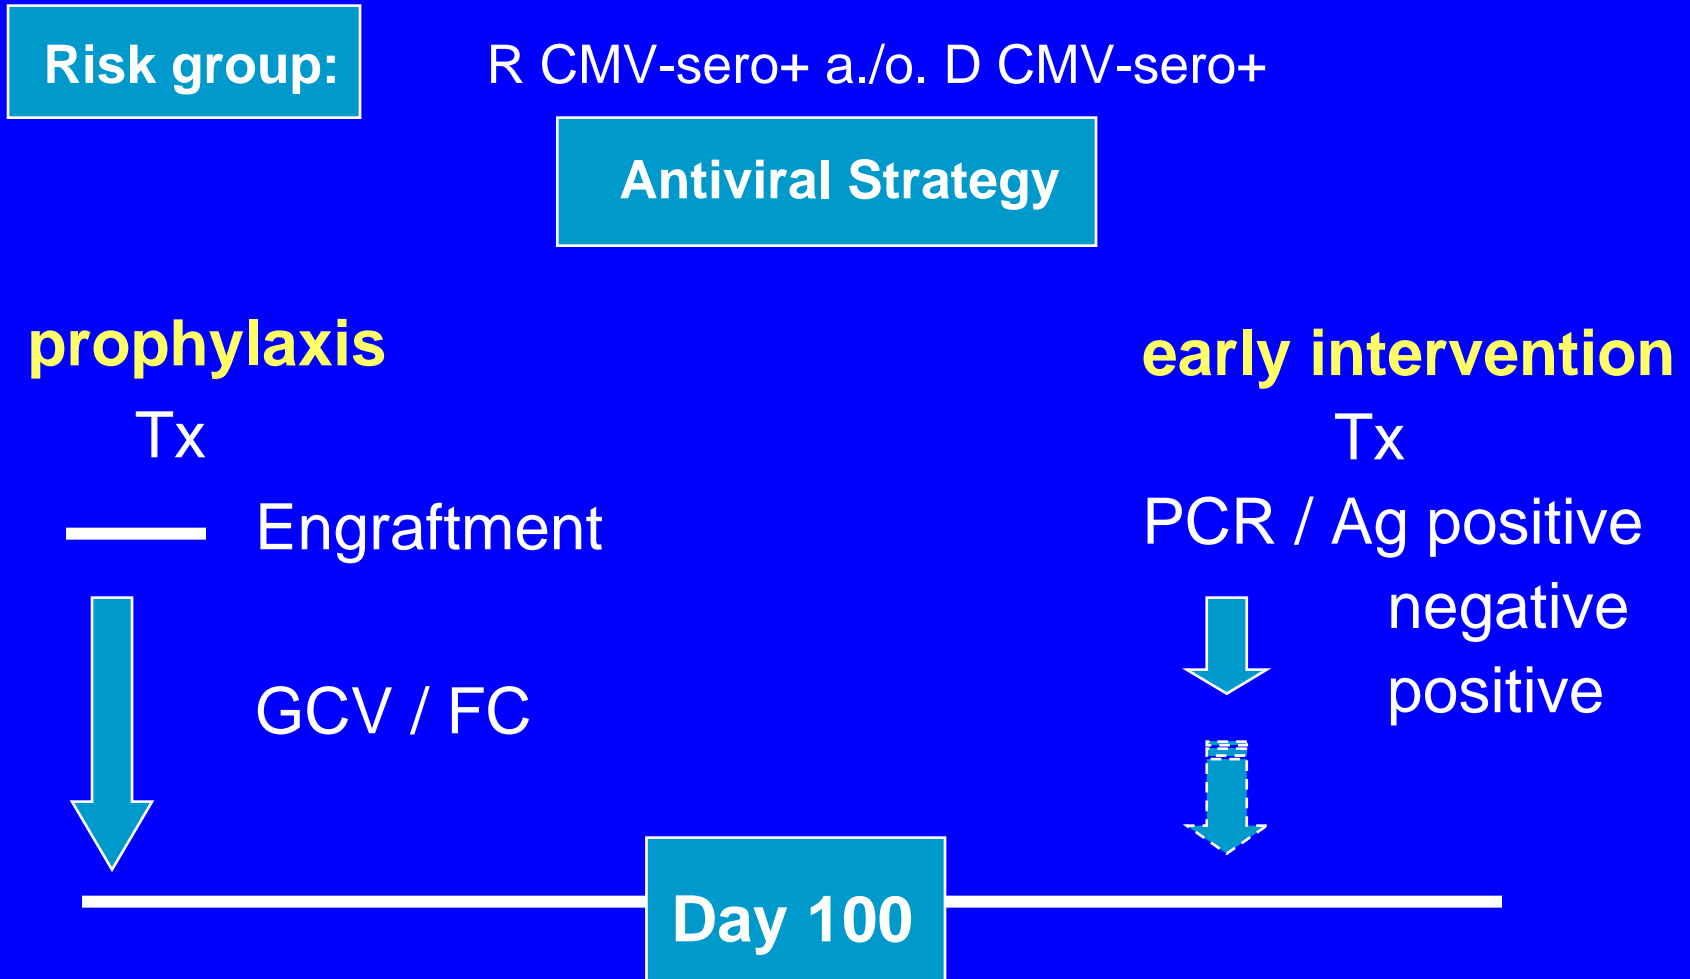 Risk group:
R CMV-sero+ a./o. D CMV-sero+
Antiviral Strategy
prophylaxis
Tx
Engraftment
GCV / FC
early intervention
Tx
PCR / Ag positive
negative
positive
Day 100